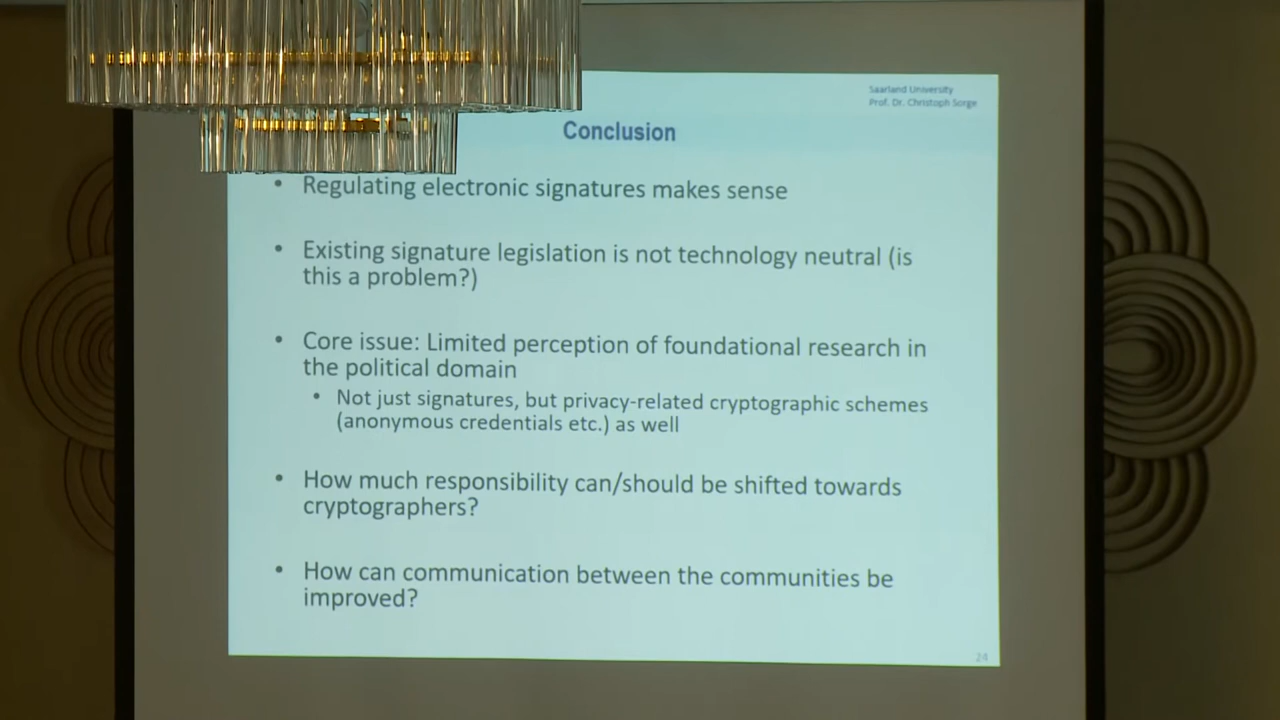 Saarland University
Prof. Dr. Christoph Sorge
Conclusion
• Regulating electronic signatures makes sense
• Existing signature legislation is not technology neutral (is
this a problem?)
• Core issue: Limited perception of foundational research in
the political domain
• Not just signatures, but privacy-related cryptographic schemes
(anonymous credentials etc.) as well
• How much responsibility can/should be shifted towards
cryptographers?
• How can communication between the communities be
improved?
24